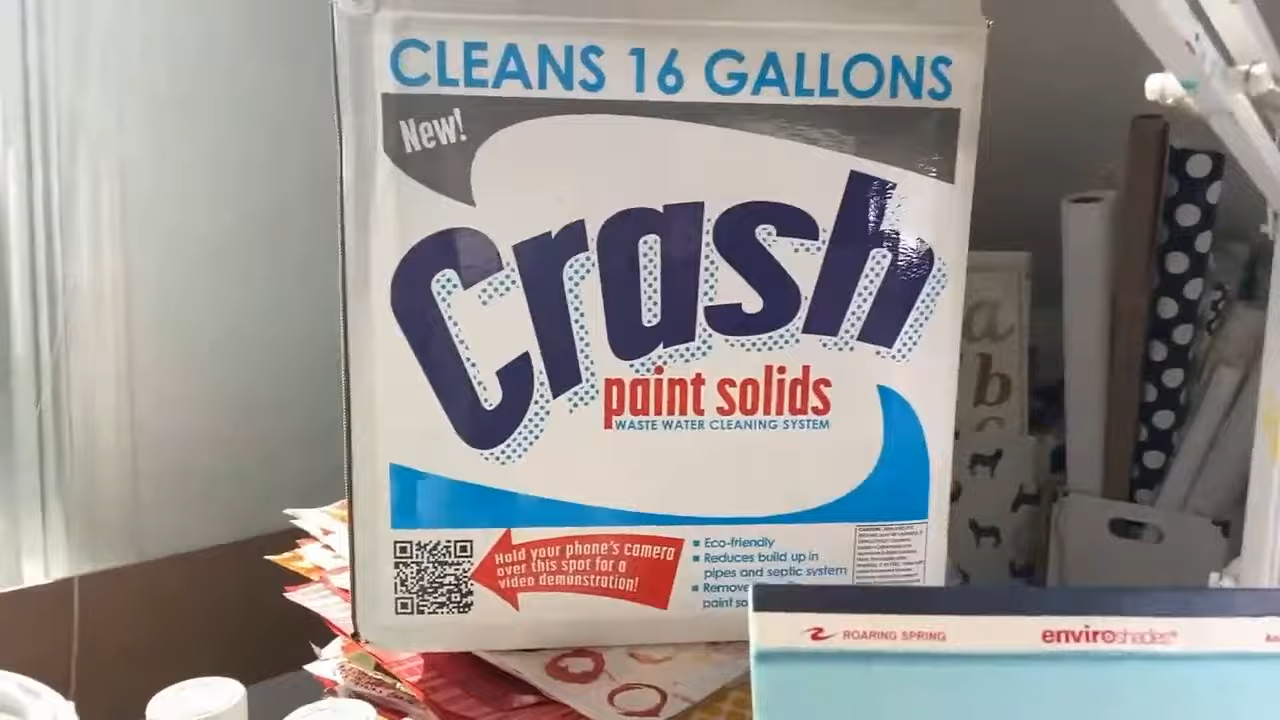 CLEANS 16 GALLONS
New!
Crash
paint solids
WASTE WATER CLEANING SYSTEM
Hold your phone's camera
over this spot for a
video demonstration!
Eco-friendly
Reduces build up in
pipes and septic system
paint
a
b
ROARING SPRING
enviroshades